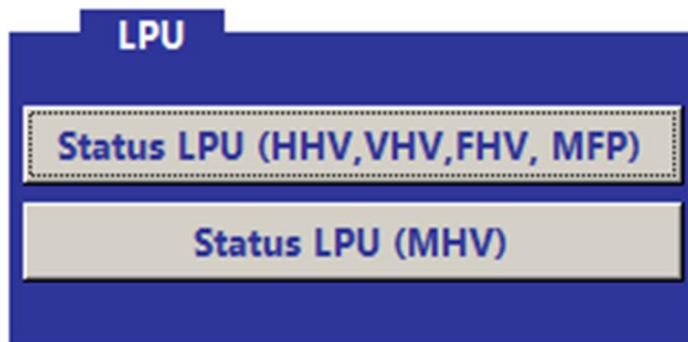 LPU
Status LPU (HHV,VHV,FHV, MFP)
Status LPU (MHV)